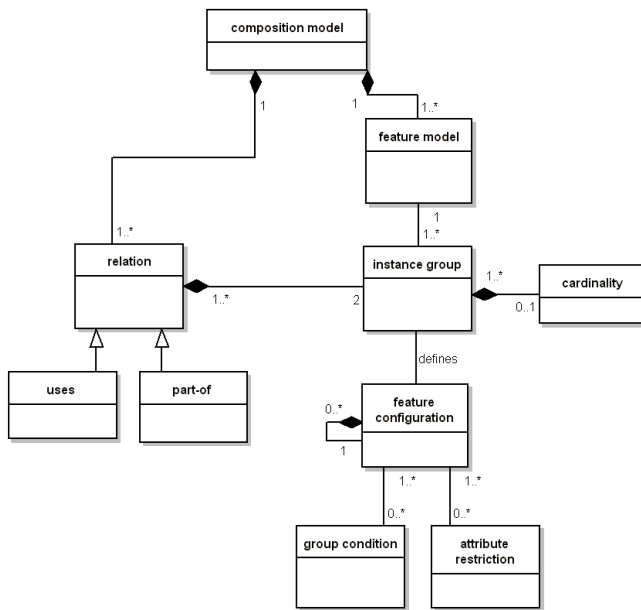 composition model
1
1
1..*
feature model
1
1..*
1..*
relation
instance group
1..*
cardinality
1..*
2
0..1
defines
uses
part-of
feature
configuration
0..*
1
1..*
1..*
0..*
0..*
group condition
attribute
restriction